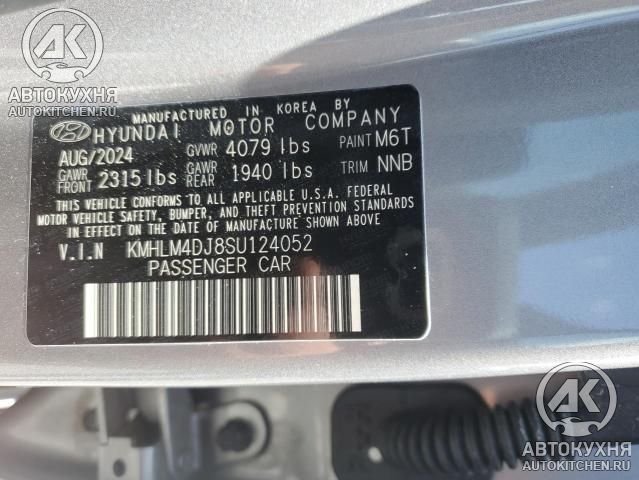 АК
АВТОКУХНЯ
AUTOKITCHEN.RU
MANUFACTURED IN KOREA BY
HYUNDAI MOTOR COMPANY
AUG/2024 GVWR 4079 lbs PAINT M6T
GAWR FRONT 2315 lbs GAWR REAR 1940 lbs TRIM NNB
THIS VEHICLE CONFORMS TO ALL APPLICABLE U.S.A. FEDERAL
MOTOR VEHICLE SAFETY, BUMPER, AND THEFT PREVENTION STANDARDS
IN EFFECT ON THE DATE OF MANUFACTURE SHOWN ABOVE.
V.I.N KMHLM4DJ8SU124052
PASSENGER CAR
АК
АВТОКУХНЯ
AUTOKITCHEN.RU